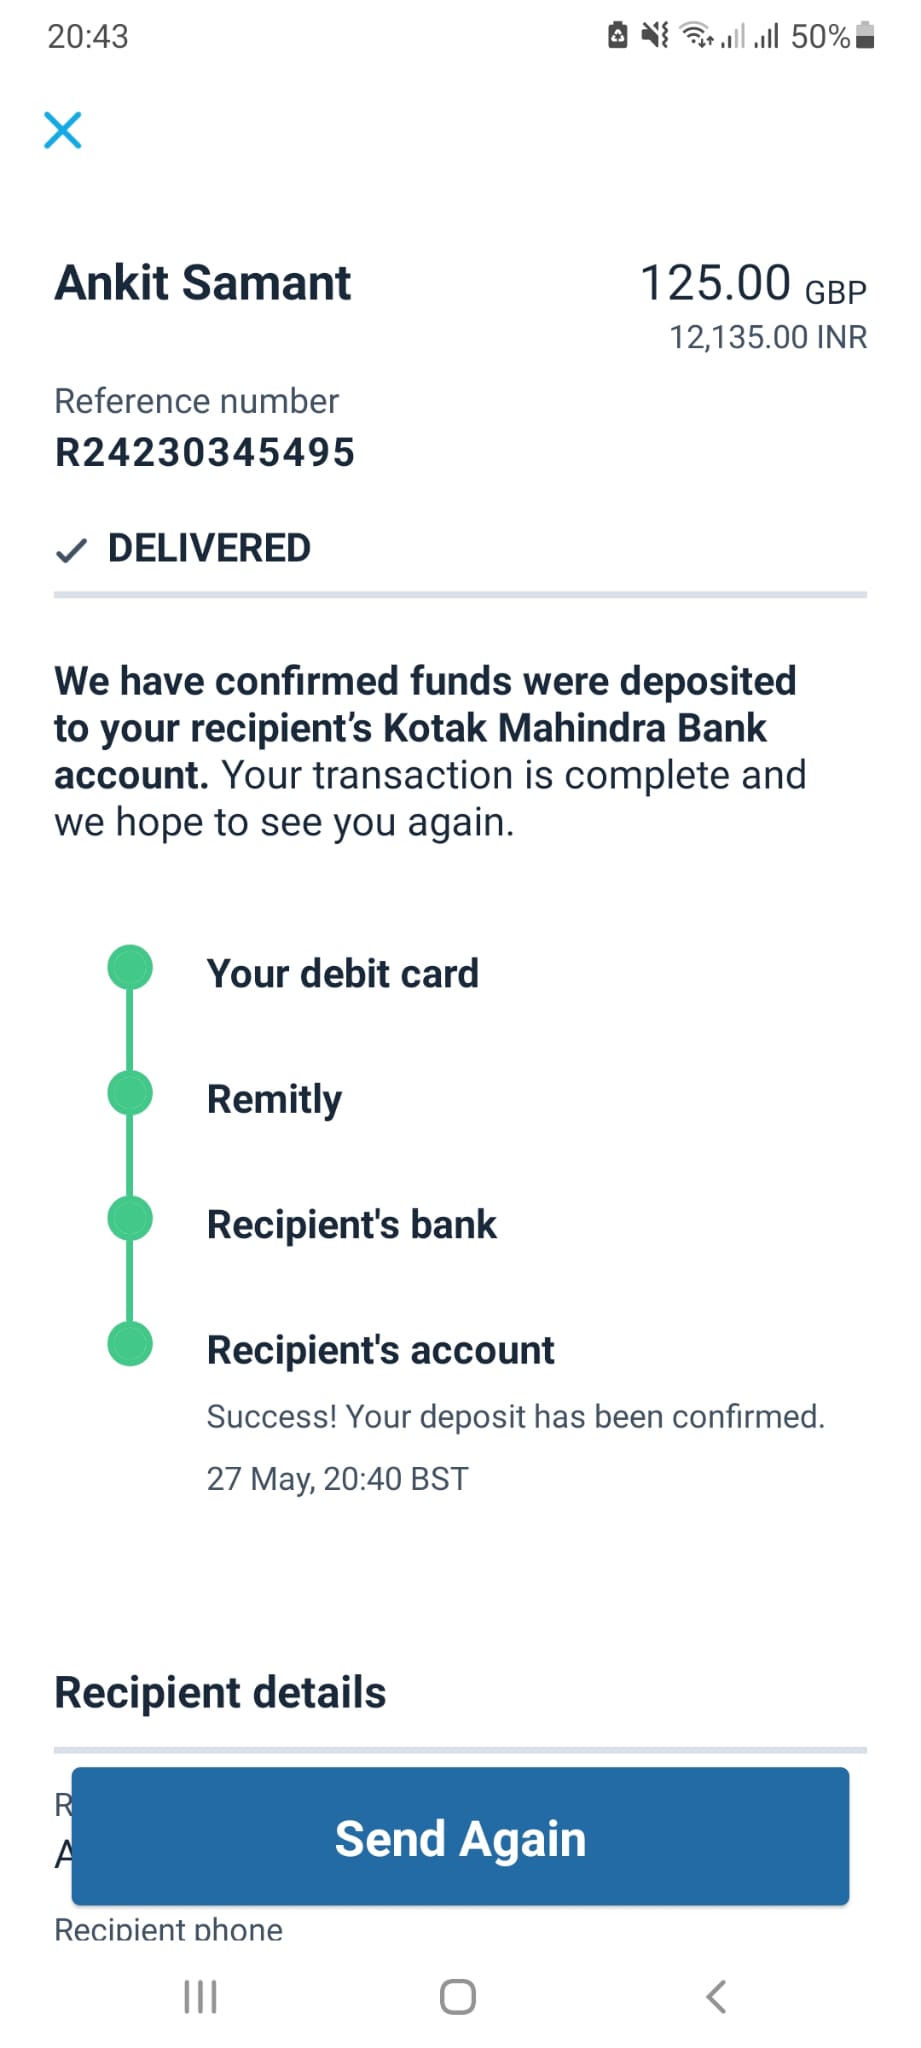 20:43
50%
Ankit Samant
125.00 GBP
12,135.00 INR
Reference number
R24230345495
DELIVERED
We have confirmed funds were deposited
to your recipient’s Kotak Mahindra Bank
account. Your transaction is complete and
we hope to see you again.
Your debit card
Remitly
Recipient's bank
Recipient's account
Success! Your deposit has been confirmed.
27 May, 20:40 BST
Recipient details
Send Again
Recipient phone